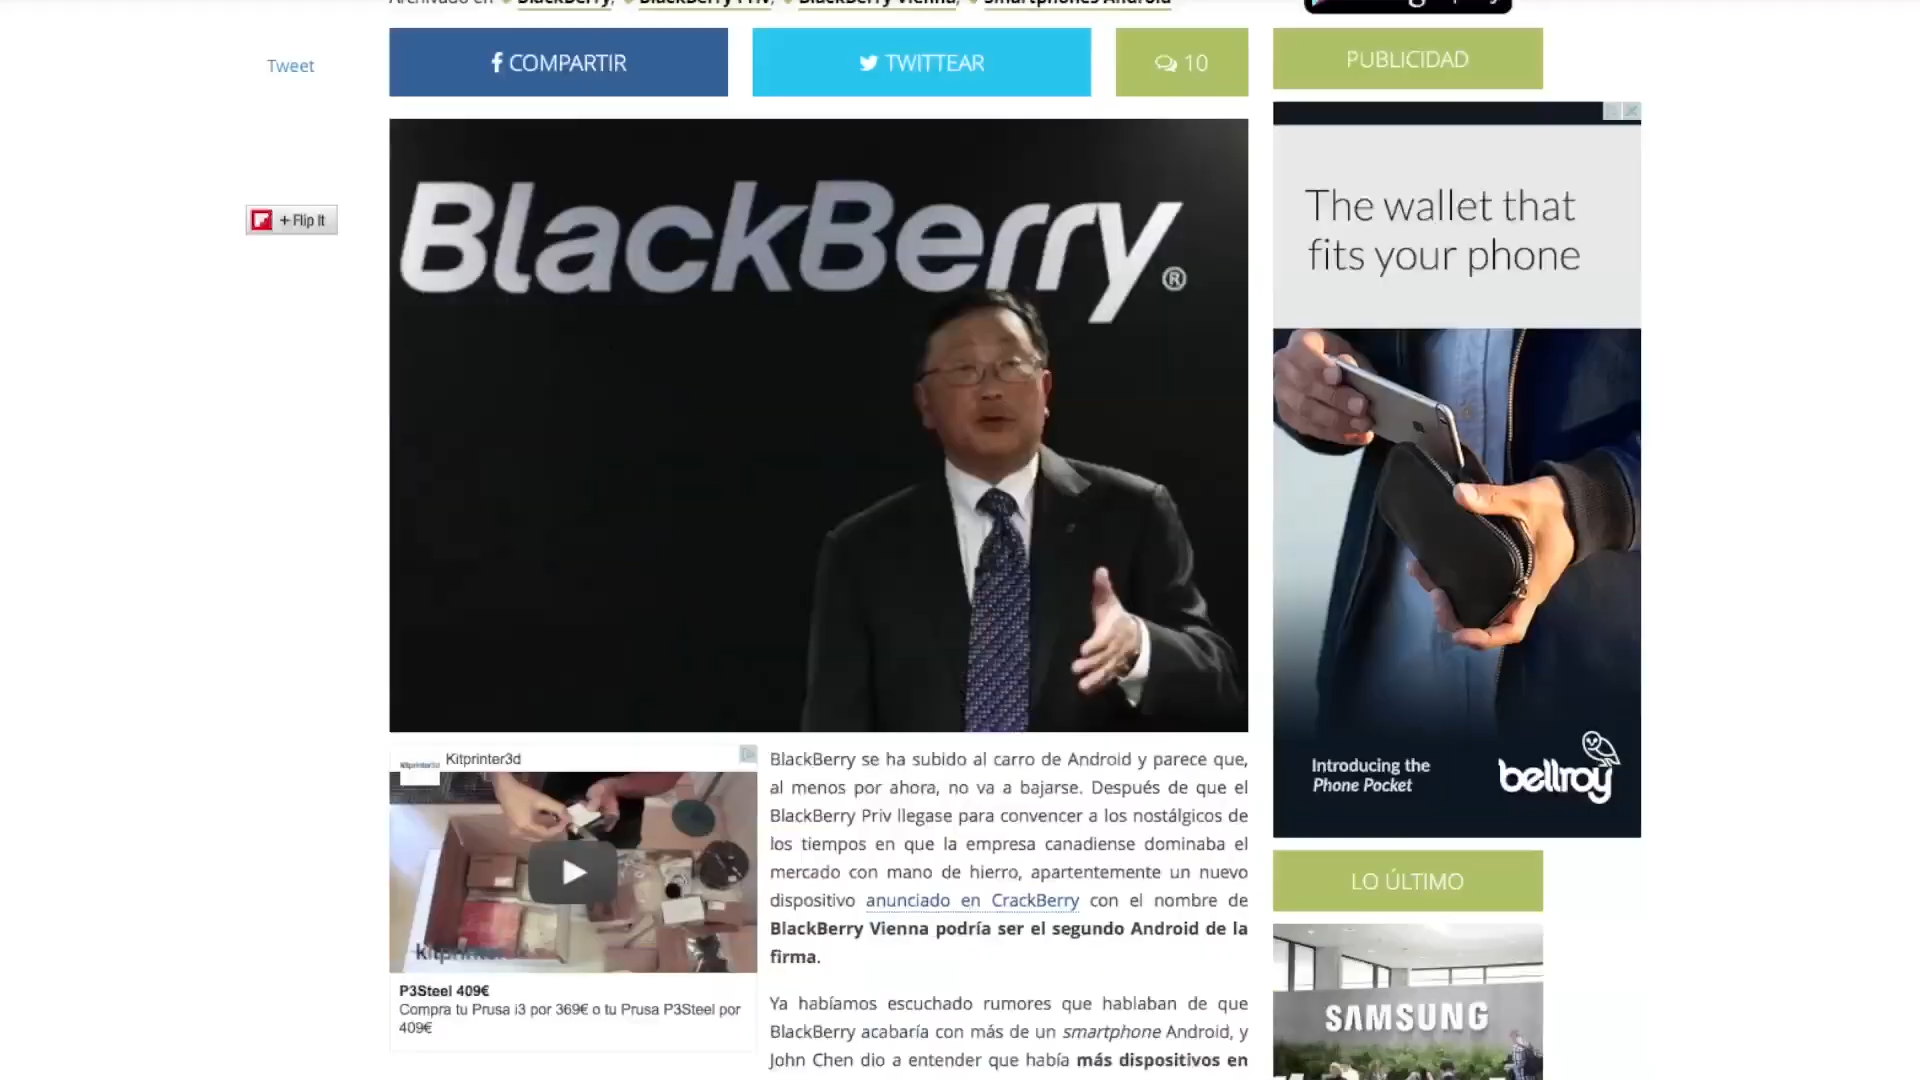 Archivado en BlackBerry, BlackBerry Priv, BlackBerry Vienna, Smartphones Android
Tweet
COMPARTIR
TWITTEAR
10
PUBLICIDAD
+Flip It
BlackBerry®
The wallet that
fits your phone
Introducing the
Phone Pocket
bellroy
Kitprinter3d
P3Steel 409€
Compra tu Prusa i3 por 369€ o tu Prusa P3Steel por
409€
BlackBerry se ha subido al carro de Android y parece que,
al menos por ahora, no va a bajarse. Después de que el
BlackBerry Priv llegase para convencer a los nostálgicos de
los tiempos en que la empresa canadiense dominaba el
mercado con mano de hierro, apartentemente un nuevo
dispositivo anunciado en CrackBerry con el nombre de
BlackBerry Vienna podría ser el segundo Android de la
firma.
Ya habíamos escuchado rumores que hablaban de que
BlackBerry acabaría con más de un smartphone Android, y
John Chen dio a entender que había más dispositivos en
LO ÚLTIMO
SAMSUNG